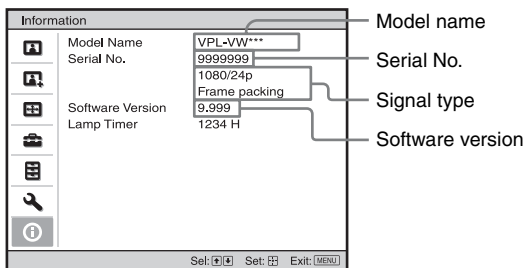 Information
Model Name VPL-VW***
Serial No. 9999999
1080/24p
Frame packing
Software Version 9.999
Lamp Timer 1234 H
Sel: Set: Exit: MENU
Model name
Serial No.
Signal type
Software version